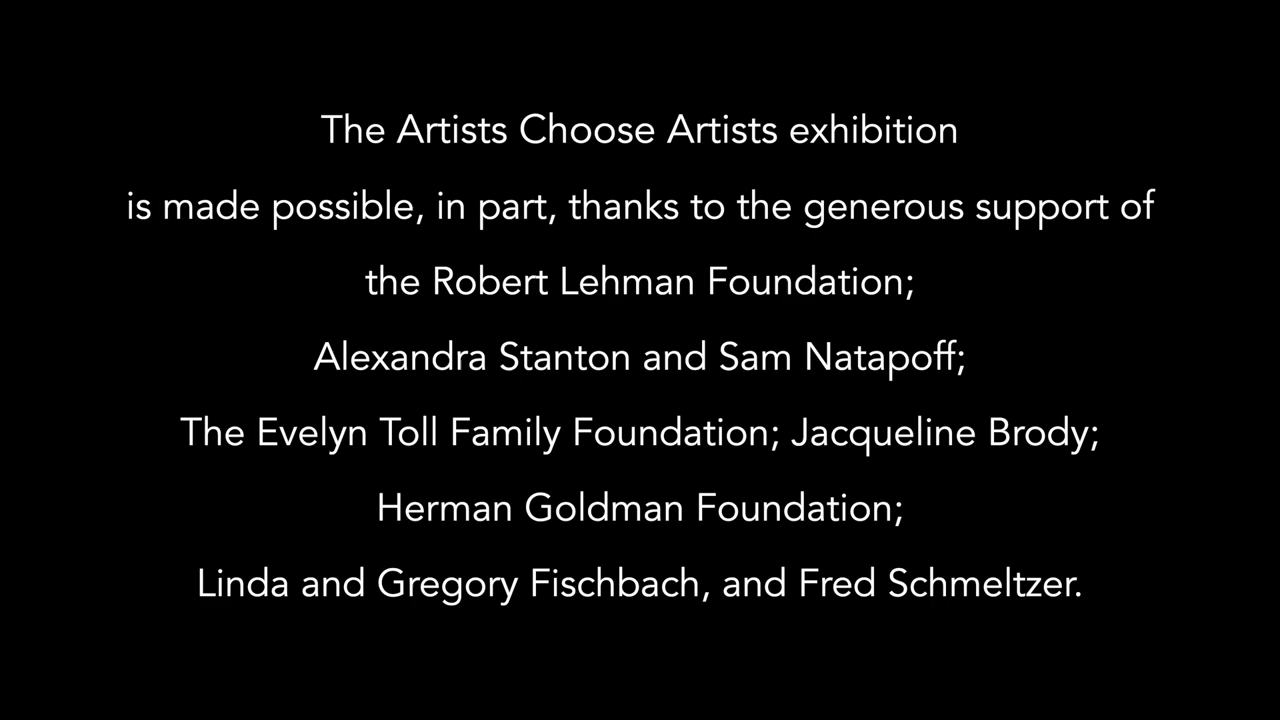 The Artists Choose Artists exhibition
is made possible, in part, thanks to the generous support of
the Robert Lehman Foundation;
Alexandra Stanton and Sam Natapoff;
The Evelyn Toll Family Foundation; Jacqueline Brody;
Herman Goldman Foundation;
Linda and Gregory Fischbach, and Fred Schmeltzer.